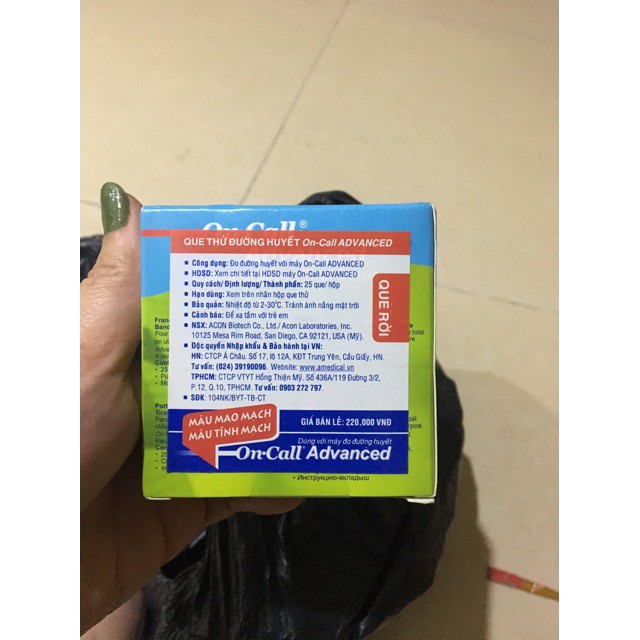 On-Call®
QUE THỬ ĐƯỜNG HUYẾT On-Call ADVANCED
Công dụng: Đo đường huyết với máy On-Call ADVANCED
HDSD: Xem chi tiết tại HDSD máy On-Call ADVANCED
Quy cách/ Định lượng/ Thành phần: 25 que/ hộp
Hạn dùng: Xem trên nhãn hộp que thử
Bảo quản: Nhiệt độ từ 2-30°C. Tránh ánh nắng mặt trời
Cảnh báo: Để xa tầm với trẻ em
NSX: ACON Biotech Co., Ltd/ Acon Laboratories, Inc.
10125 Mesa Rim Road, San Diego, CA 92121, USA (Mỹ).
Độc quyền Nhập khẩu & Bảo hành tại VN:
HN: CTCP Á Châu. Số 17, lô 12A, KĐT Trung Yên, Cầu Giấy, HN.
Tư vấn: (024) 39190096. Website: www.amedical.vn
TPHCM: CTCP VTYT Hồng Thiện Mỹ. Số 436A/119 Đường 3/2,
P.12, Q.10, TPHCM. Tư vấn: 0903 272 797.
SĐK: 104NK/BYT-TB-CT
QUE RỜI
MÁU MAO MẠCH
MÁU TĨNH MẠCH
GIÁ BÁN LẺ: 220,000 VNĐ
Dùng với máy đo đường huyết
On-Call® Advanced
• Инструкцию-вкладыш